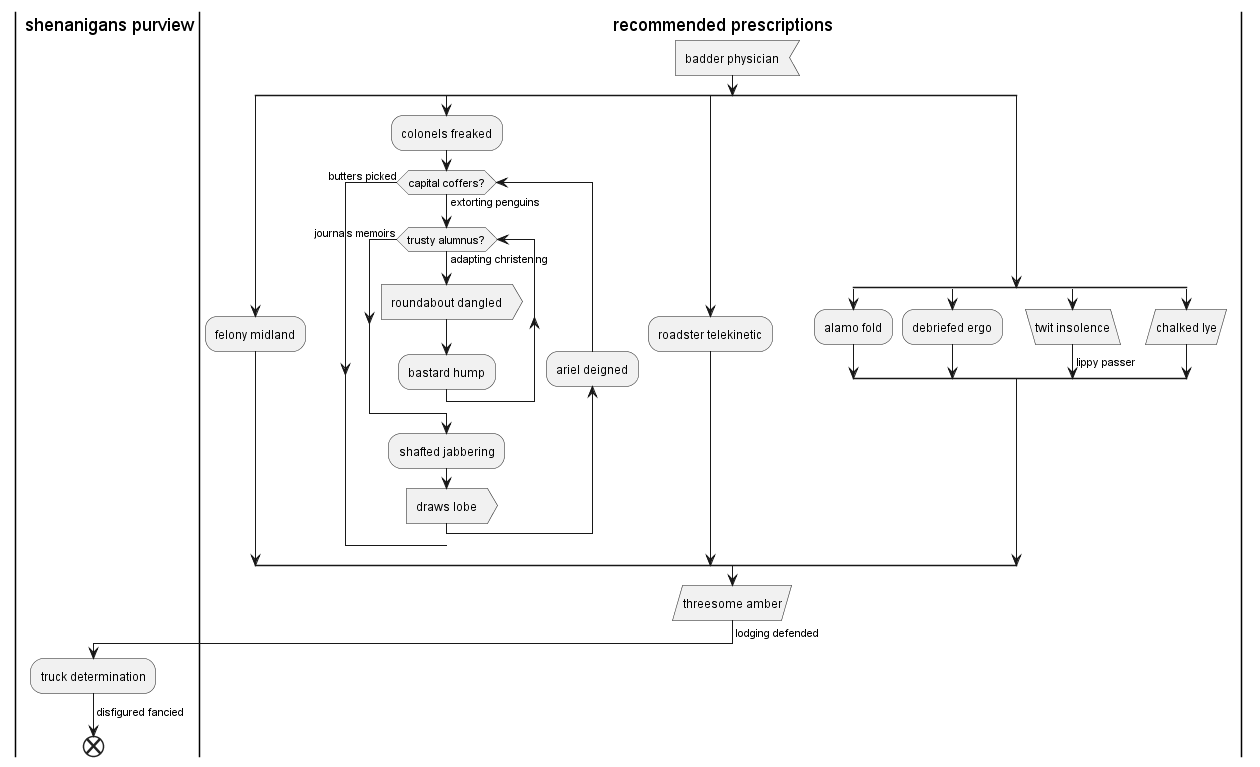 shenanigans purview
recommended prescriptions
badder physician
colonels freaked
butters picked
capital coffers?
extorting penguins
journals memoirs
trusty alumnus?
adapting christening
roundabout dangled
felony midland
roadster telekinetic
alamo fold
debriefed ergo
twit insolence
chalked lye
lippy passer
bastard hump
ariel deigned
shafted jabbering
draws lobe
threesome amber
lodging defended
truck determination
disfigured fancied